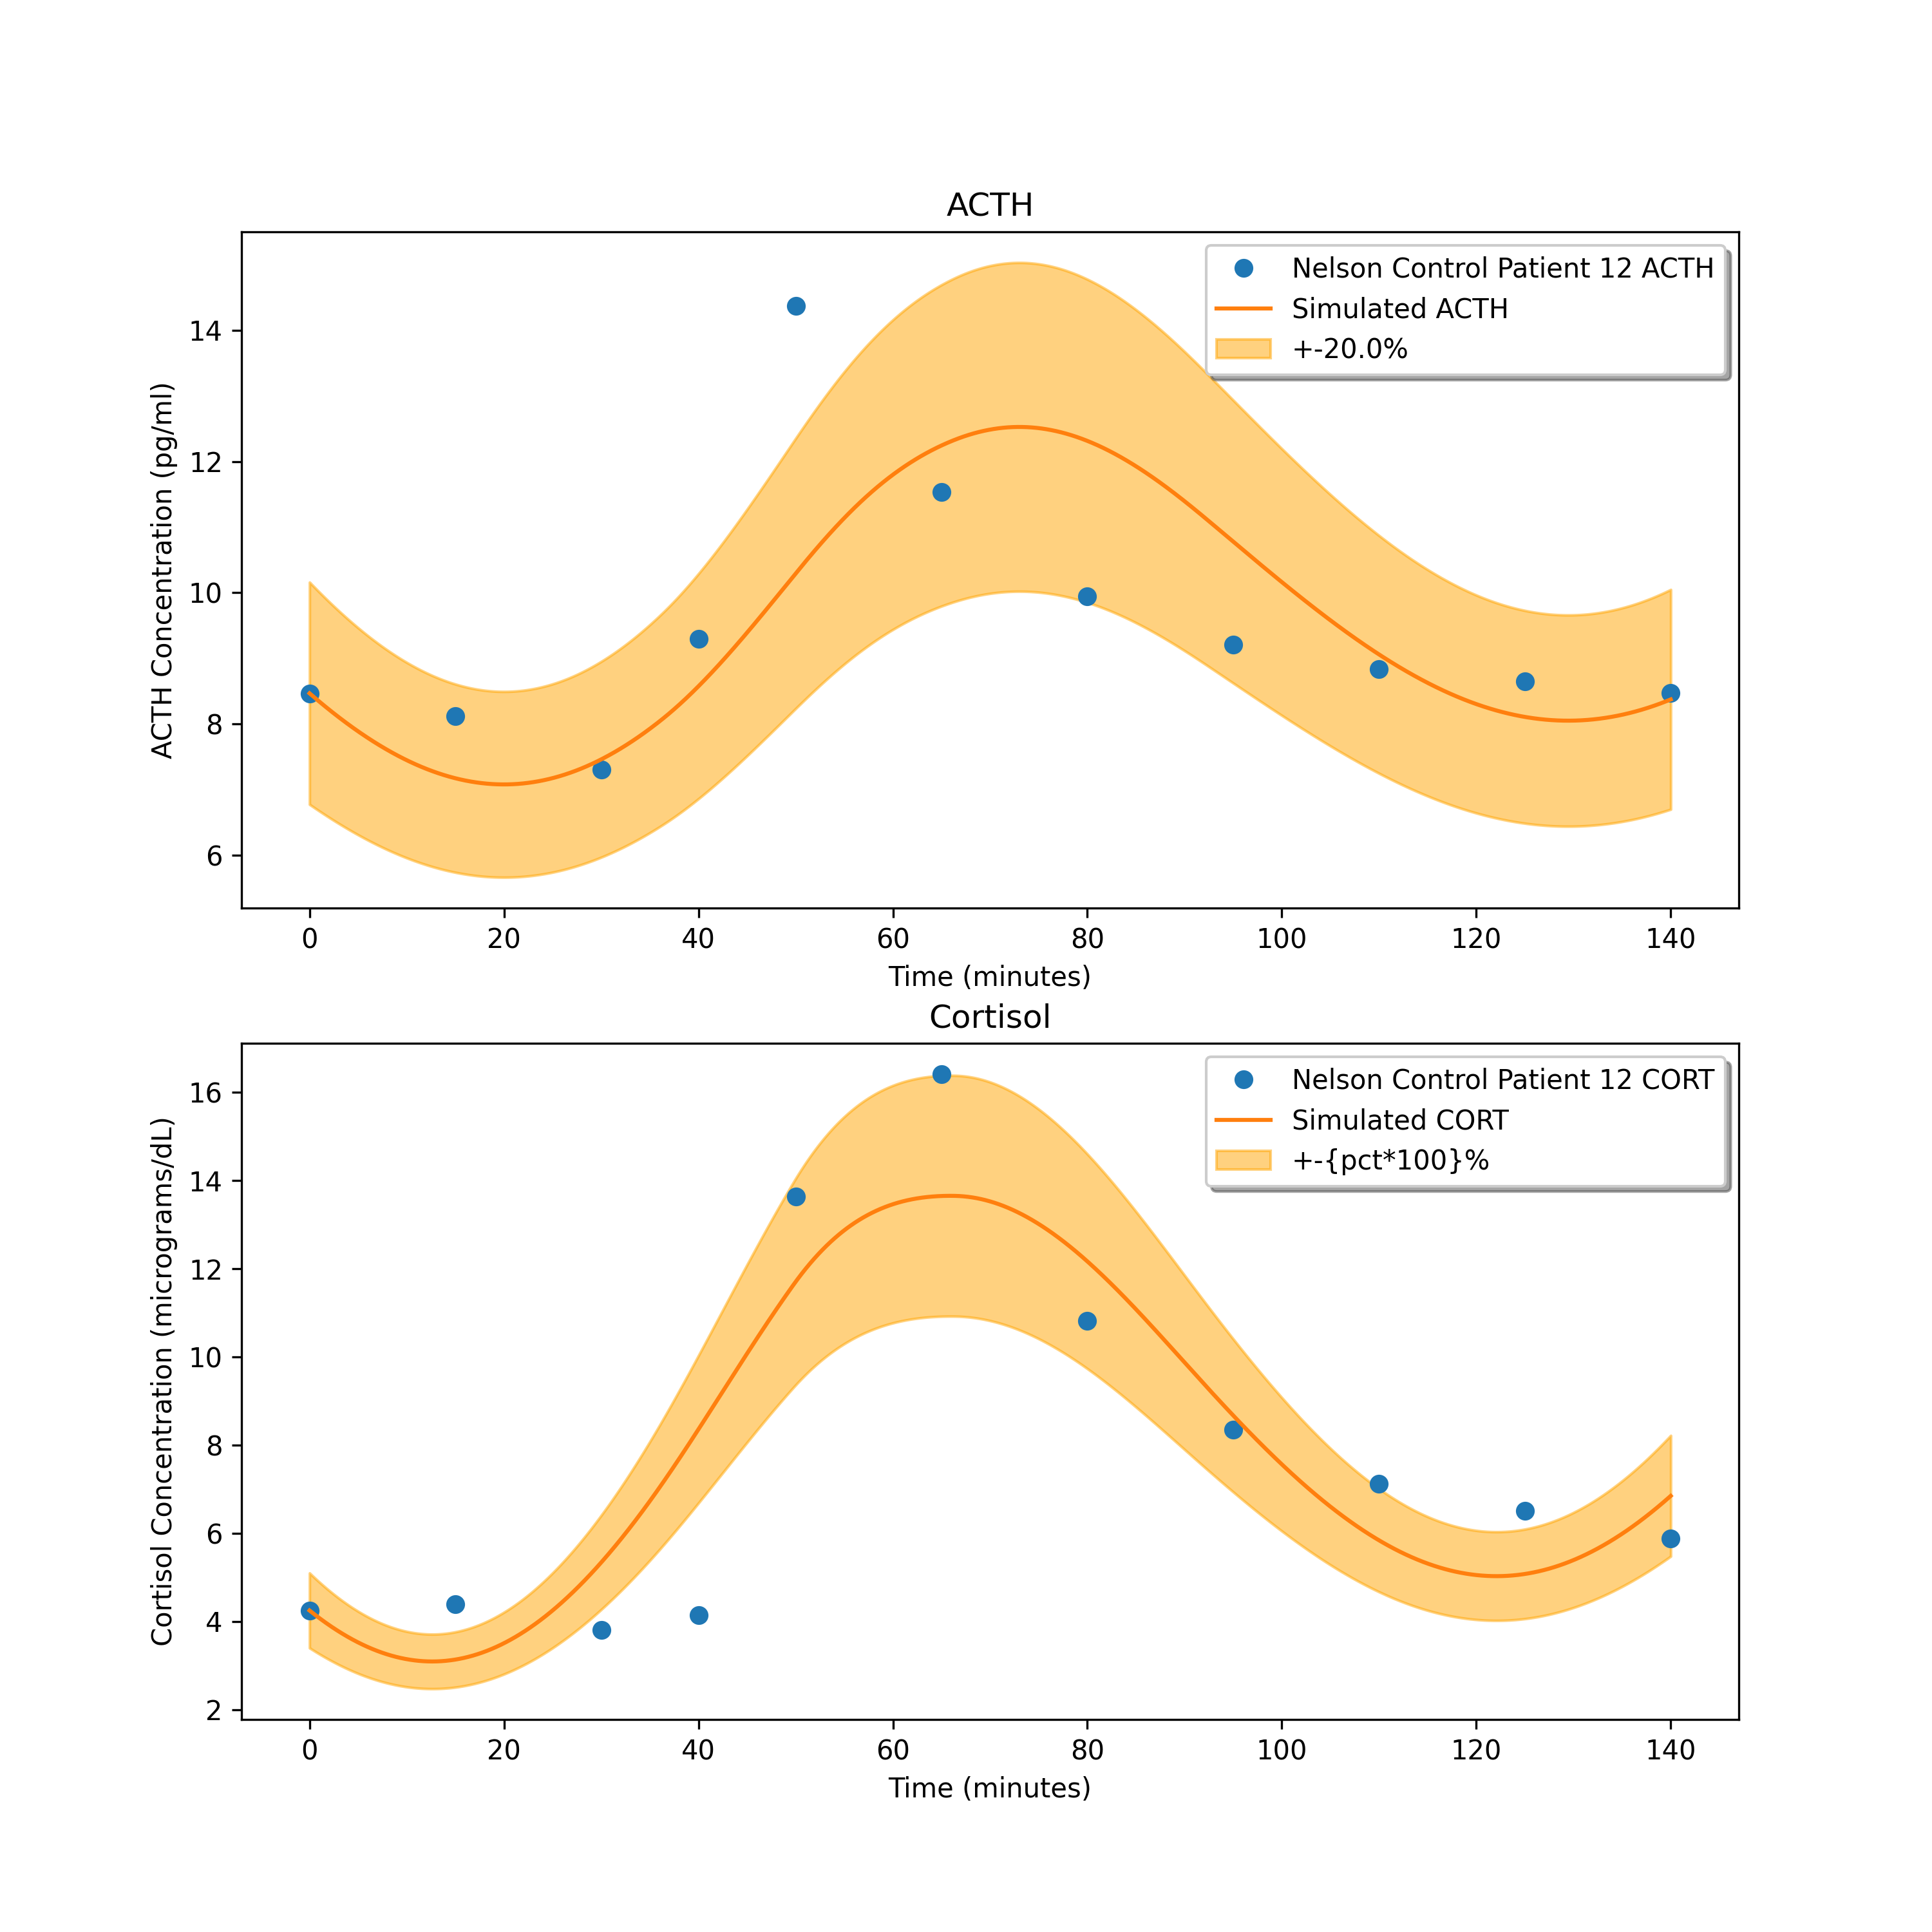 ACTH
Nelson Control Patient 12 ACTH
Simulated ACTH
+-20.0%
ACTH Concentration (pg/ml)
14
12
10
8
6
0 20 40 60 80 100 120 140
Time (minutes)
Cortisol
Nelson Control Patient 12 CORT
Simulated CORT
+-{pct*100}%
Cortisol Concentration (micrograms/dL)
16
14
12
10
8
6
4
2
0 20 40 60 80 100 120 140
Time (minutes)